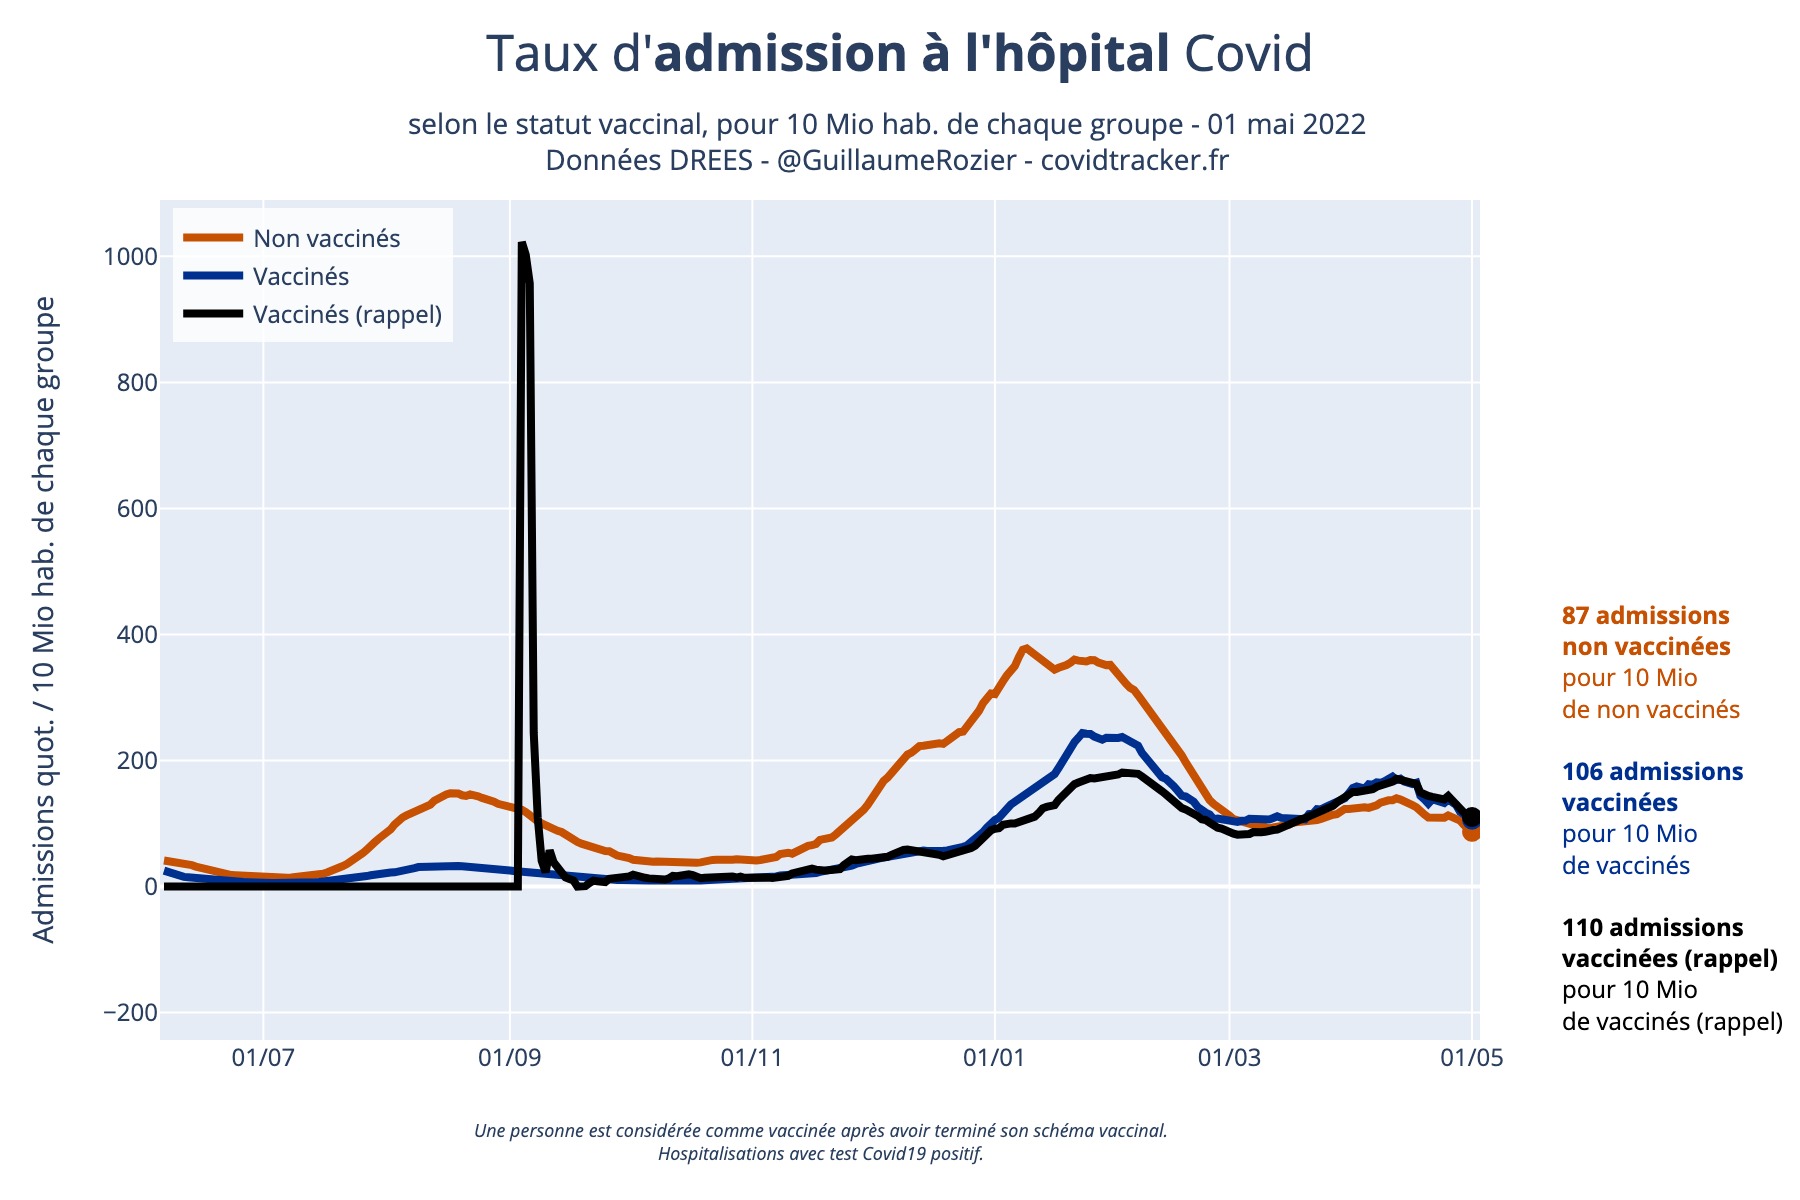 Taux d'admission à l'hôpital Covid
selon le statut vaccinal, pour 10 Mio hab. de chaque groupe - 01 mai 2022
Données DREES - @GuillaumeRozier - covidtracker.fr
Non vaccinés
Vaccinés
Vaccinés (rappel)
Admissions quot. / 10 Mio hab. de chaque groupe
1000
800
600
400
200
0
−200
01/07
01/09
01/11
01/01
01/03
01/05
87 admissions
non vaccinées
pour 10 Mio
de non vaccinés
106 admissions
vaccinées
pour 10 Mio
de vaccinés
110 admissions
vaccinées (rappel)
pour 10 Mio
de vaccinés (rappel)
Une personne est considérée comme vaccinée après avoir terminé son schéma vaccinal.
Hospitalisations avec test Covid19 positif.